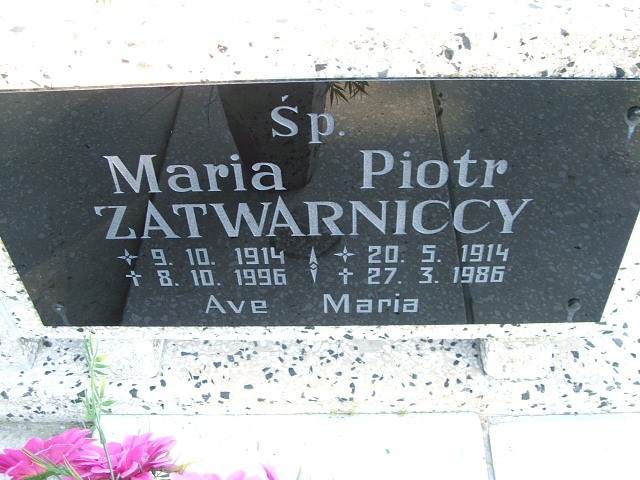 Śp.
Maria Piotr
ZATWARNICCY
✧ 9. 10. 1914 ✧ 20. 5. 1914
† 8. 10. 1996 † 27. 3. 1986
Ave Maria